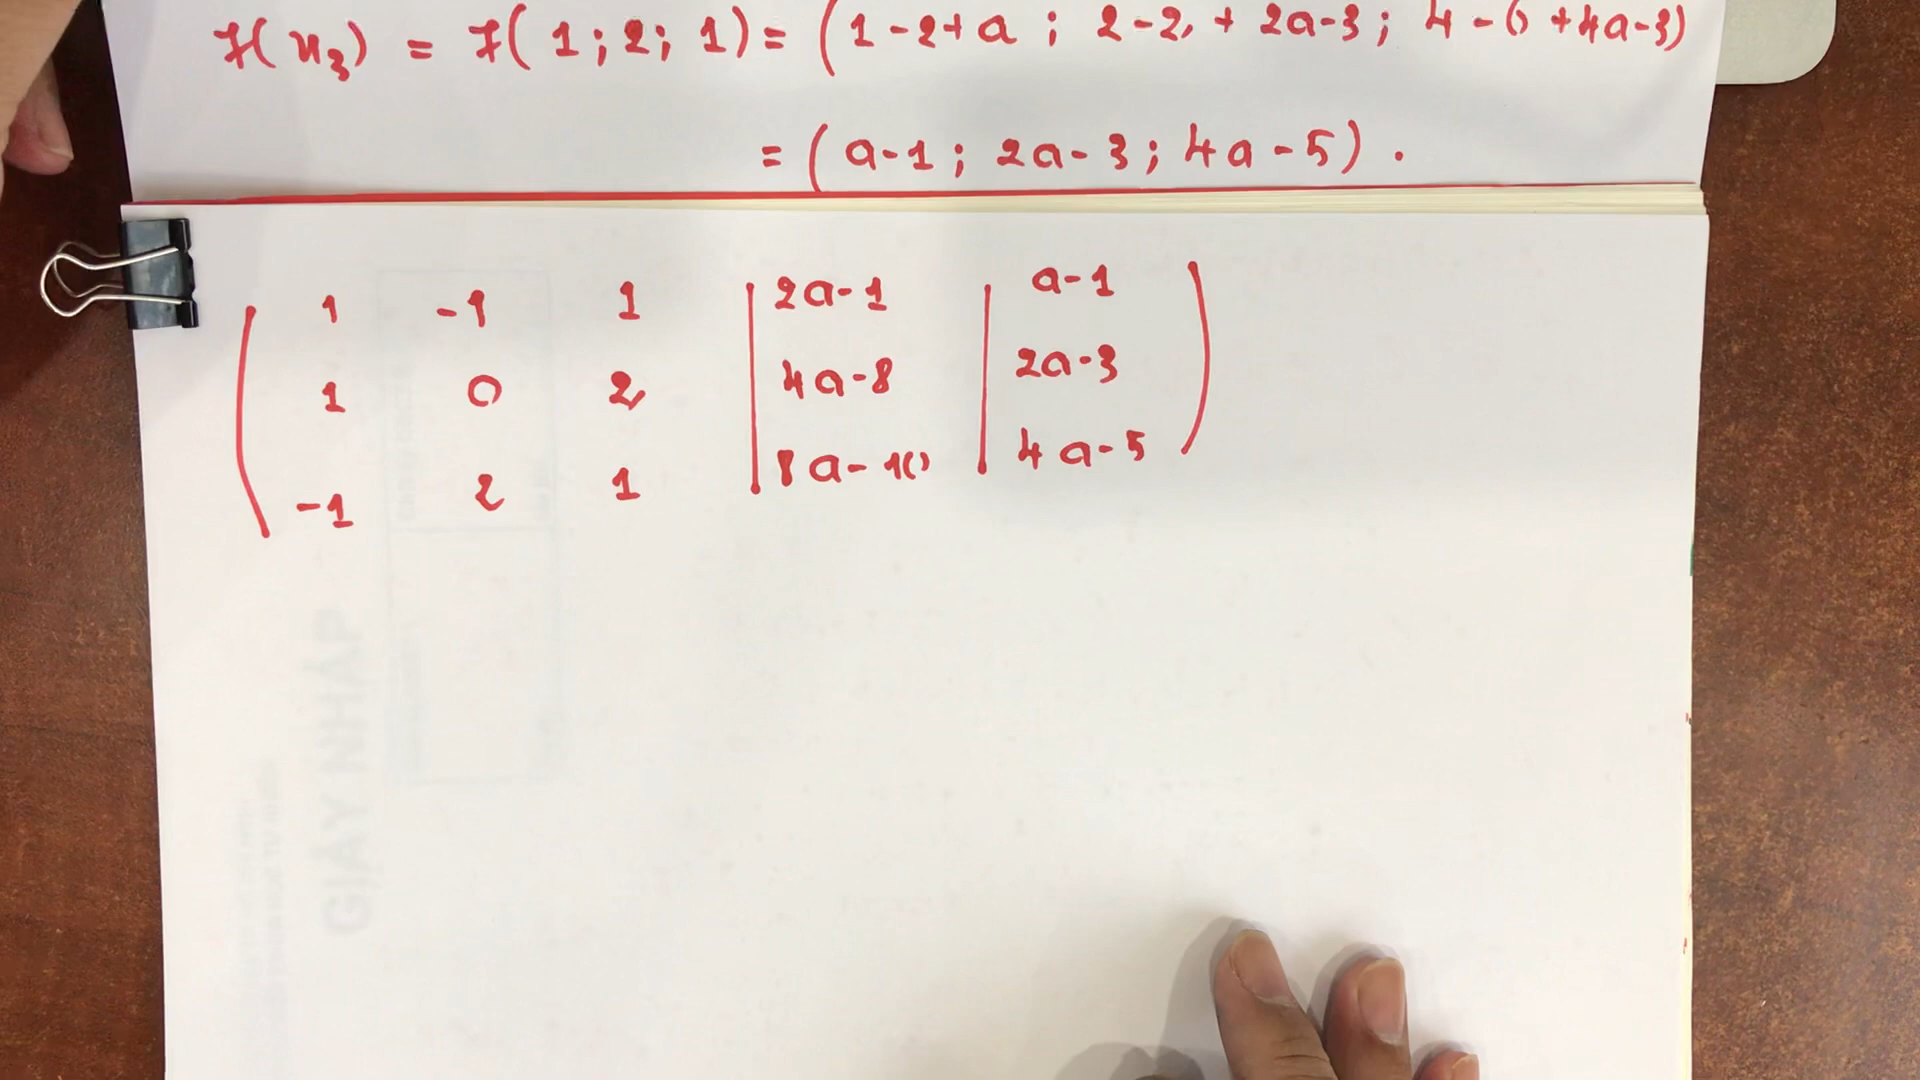 f(u₃) = f(1; 2; 1) = (1-2+a ; 2-2 + 2a-3 ; 4-6+4a-3)
= (a-1 ; 2a-3 ; 4a-5) .
( 1 -1 1 | 2a-1 | a-1 )
1 0 2 | 4a-8 | 2a-3
-1 2 1 | 8a-10 | 4a-5
GIẤY NHÁP